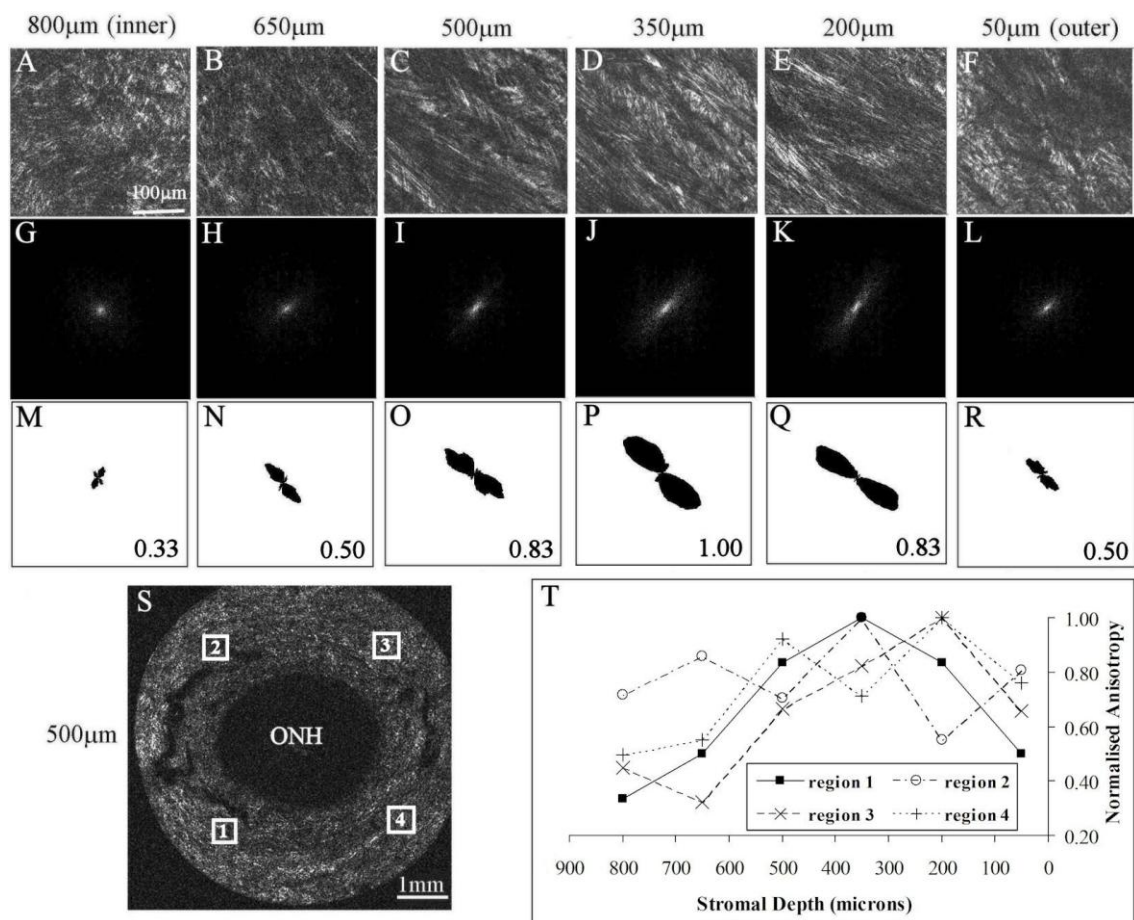 800μm (inner) 650μm 500μm 350μm 200μm 50μm (outer)
A B C D E F
100μm
G H I J K L
M N O P Q R
0.33 0.50 0.83 1.00 0.83 0.50
S
2 3
500μm
ONH
1 4
1mm
T
1.00
0.80
0.60
0.40
0.20
Normalised Anisotropy
region 1 region 2
region 3 region 4
900 800 700 600 500 400 300 200 100 0
Stromal Depth (microns)